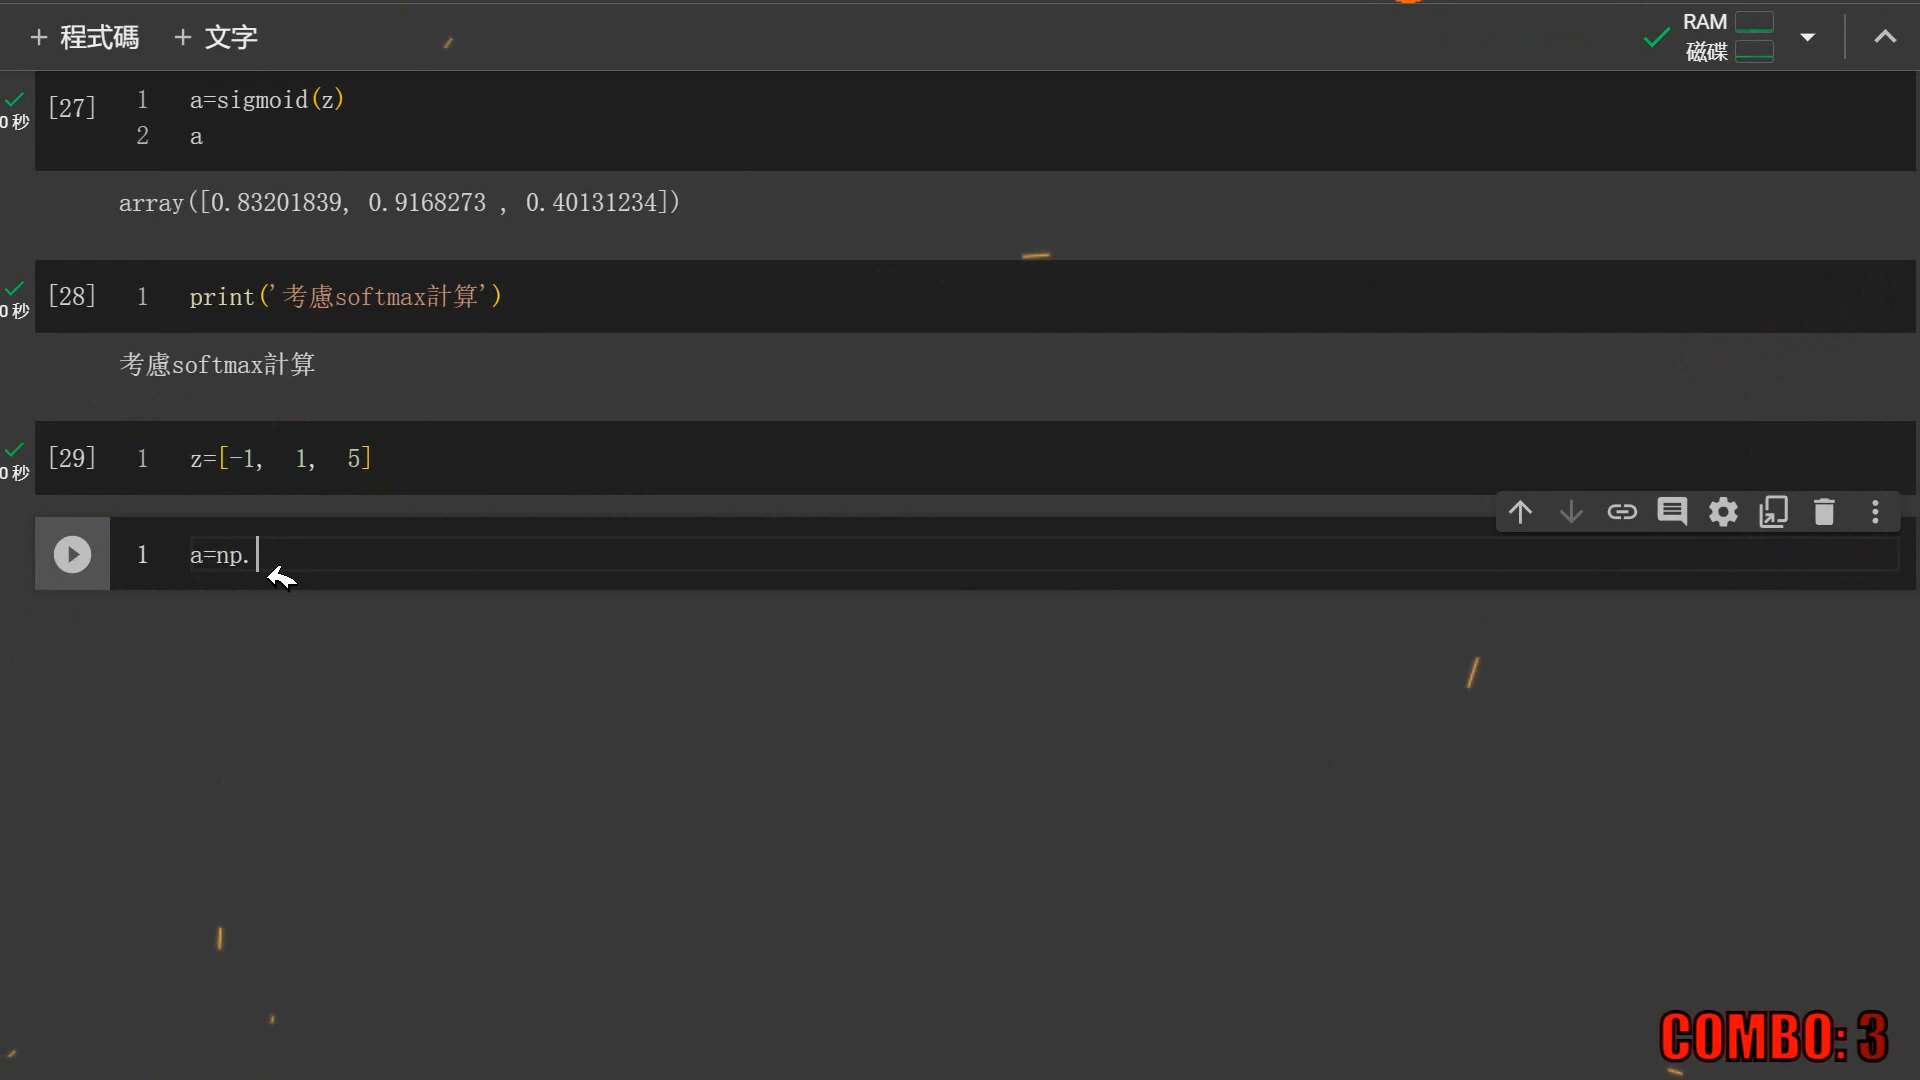 + 程式碼 + 文字
RAM
磁碟
0 秒
[27]
1 a=sigmoid(z)
2 a
array([0.83201839, 0.9168273 , 0.40131234])
0 秒
[28]
1 print('考慮softmax計算')
考慮softmax計算
0 秒
[29]
1 z=[-1, 1, 5]
1 a=np.
COMBO: 3